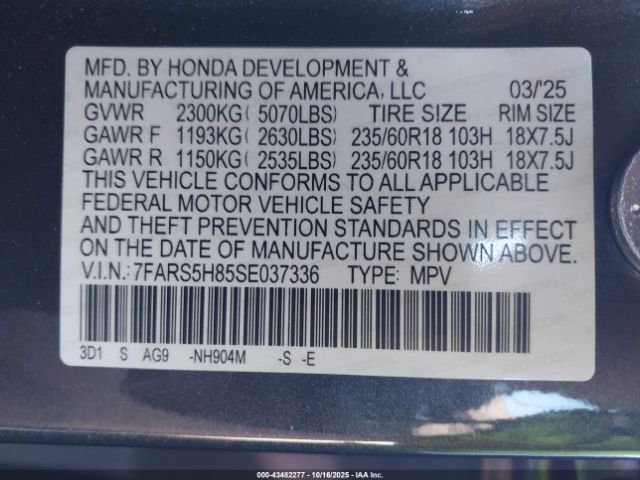 MFD. BY HONDA DEVELOPMENT &
MANUFACTURING OF AMERICA, LLC 03/'25
GVWR 2300KG( 5070LBS) TIRE SIZE RIM SIZE
GAWR F 1193KG( 2630LBS) 235/60R18 103H 18X7.5J
GAWR R 1150KG( 2535LBS) 235/60R18 103H 18X7.5J
THIS VEHICLE CONFORMS TO ALL APPLICABLE
FEDERAL MOTOR VEHICLE SAFETY
AND THEFT PREVENTION STANDARDS IN EFFECT
ON THE DATE OF MANUFACTURE SHOWN ABOVE.
V.I.N.: 7FARS5H85SE037336 TYPE: MPV
3D1 S AG9 -NH904M -S -E
000-43482277 - 10/16/2025 - IAA Inc.